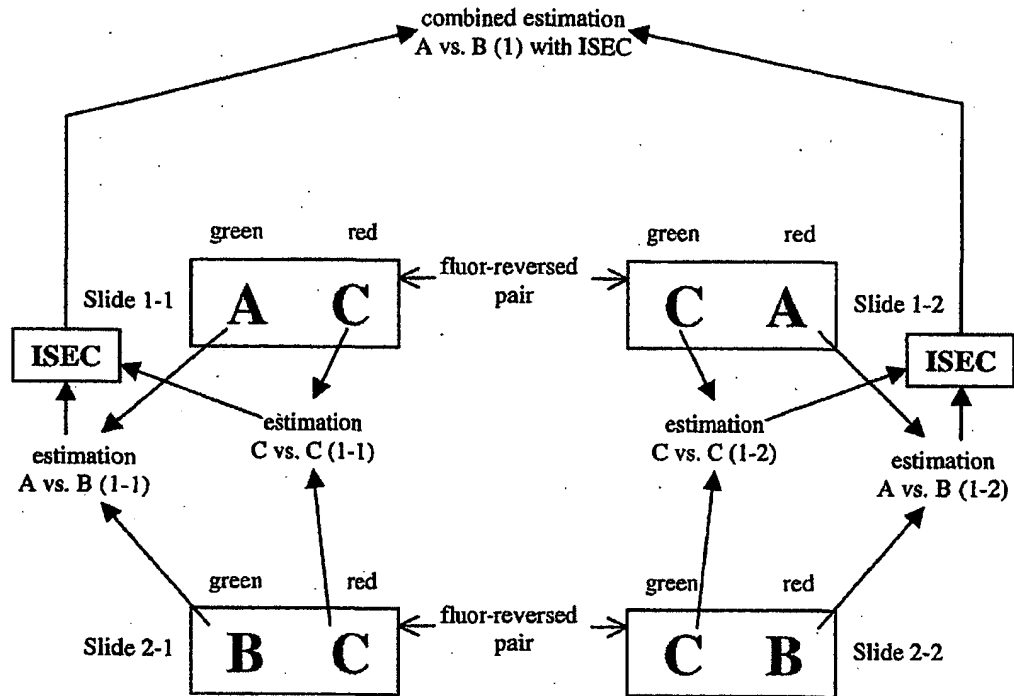 combined estimation
A vs. B (1) with ISEC
green red
green red
fluor-reversed
pair
Slide 1-1
A C
C A
Slide 1-2
ISEC
ISEC
estimation
C vs. C (1-1)
estimation
C vs. C (1-2)
estimation
A vs. B (1-1)
estimation
A vs. B (1-2)
green red
green red
fluor-reversed
pair
Slide 2-1
B C
C B
Slide 2-2